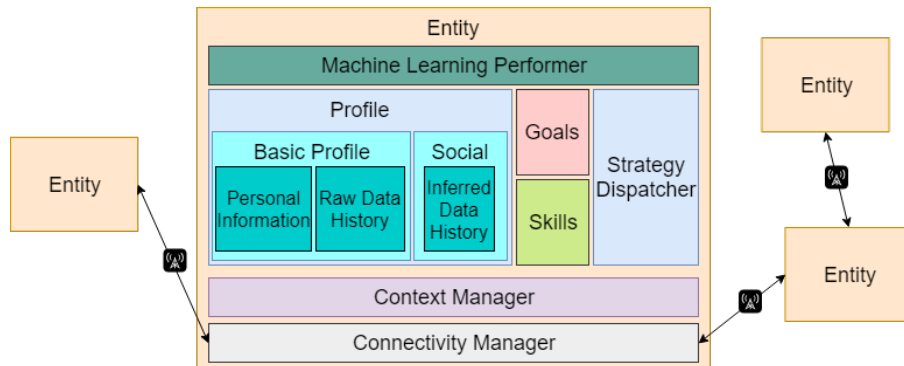 Entity
Machine Learning Performer
Profile
Basic Profile
Personal
Information
Raw Data
History
Social
Inferred
Data
History
Goals
Skills
Strategy
Dispatcher
Context Manager
Connectivity Manager
Entity
Entity
Entity